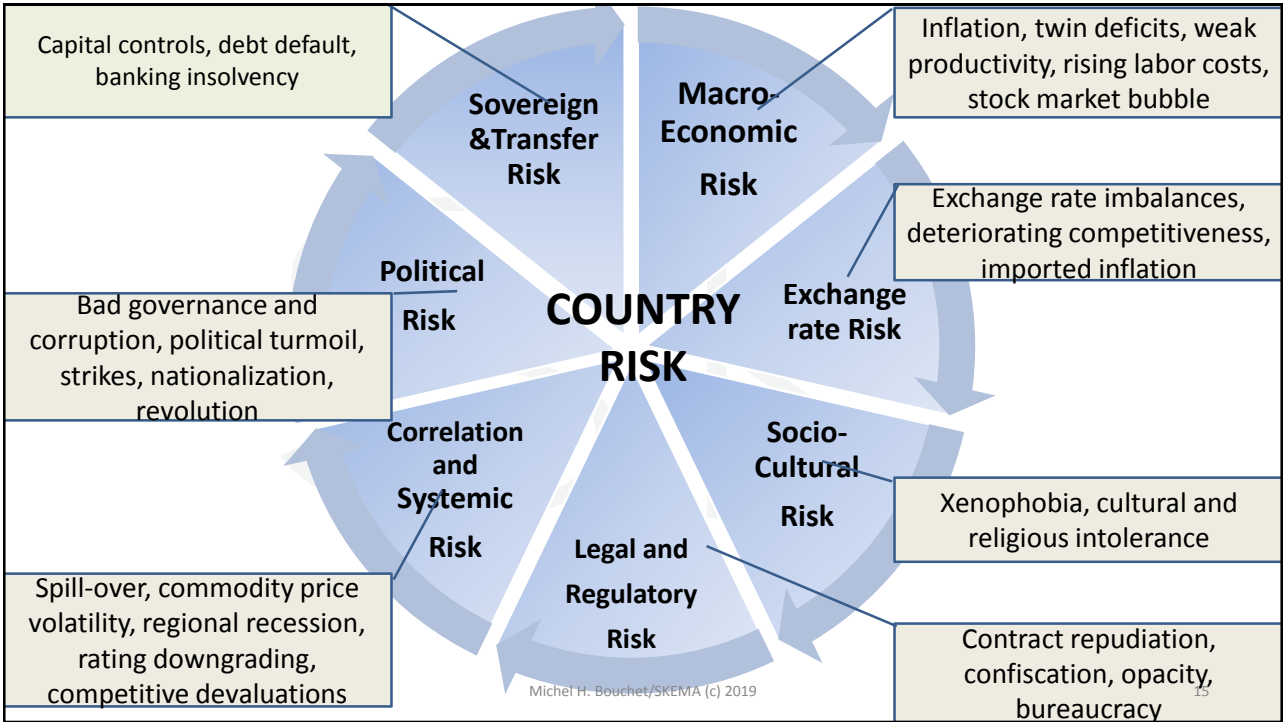 Capital controls, debt default,
banking insolvency
Sovereign
&Transfer
Risk
Macro-
Economic
Risk
Inflation, twin deficits, weak
productivity, rising labor costs,
stock market bubble
Exchange rate imbalances,
deteriorating competitiveness,
imported inflation
Exchange
rate Risk
Political
Risk
COUNTRY
RISK
Bad governance and
corruption, political turmoil,
strikes, nationalization,
revolution
Correlation
and
Systemic
Risk
Socio-
Cultural
Risk
Xenophobia, cultural and
religious intolerance
Legal and
Regulatory
Risk
Spill-over, commodity price
volatility, regional recession,
rating downgrading,
competitive devaluations
Contract repudiation,
confiscation, opacity,
bureaucracy
Michel H. Bouchet/SKEMA (c) 2019
15